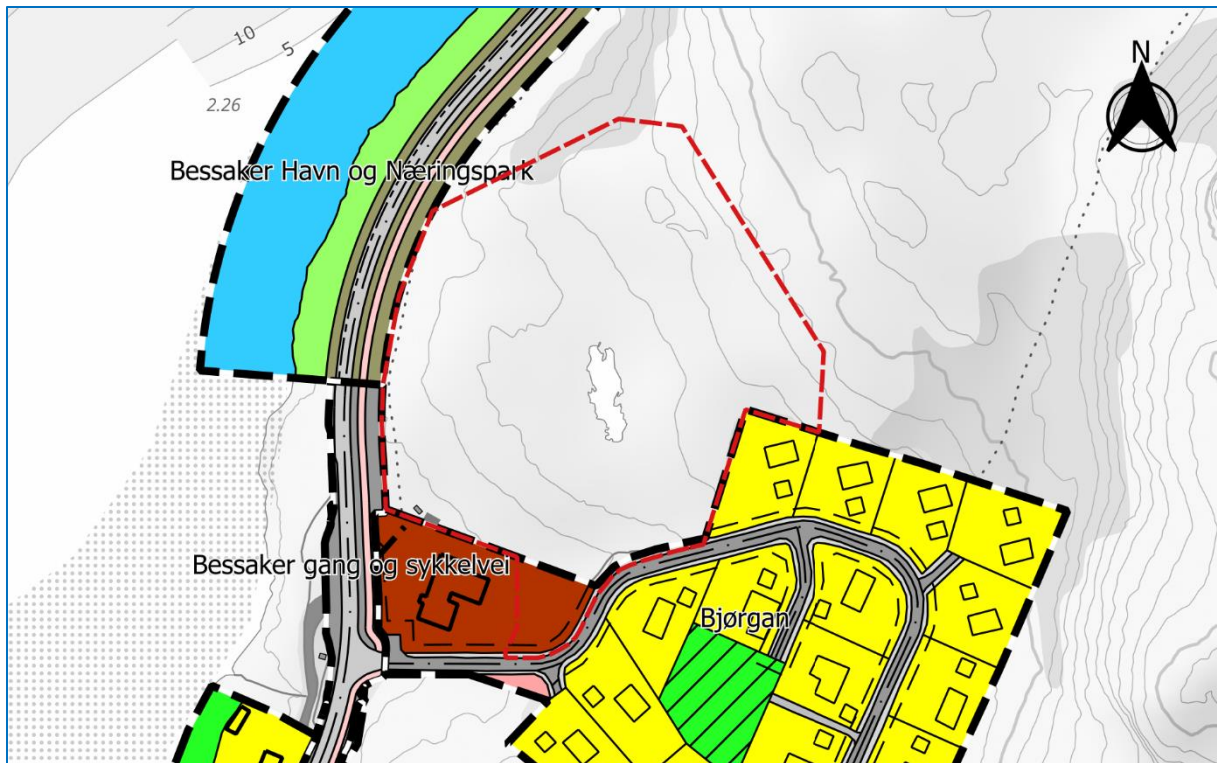 10
5
N
2.26
Bessaker Havn og Næringspark
Bessaker gang og sykkelvei
Bjørgan